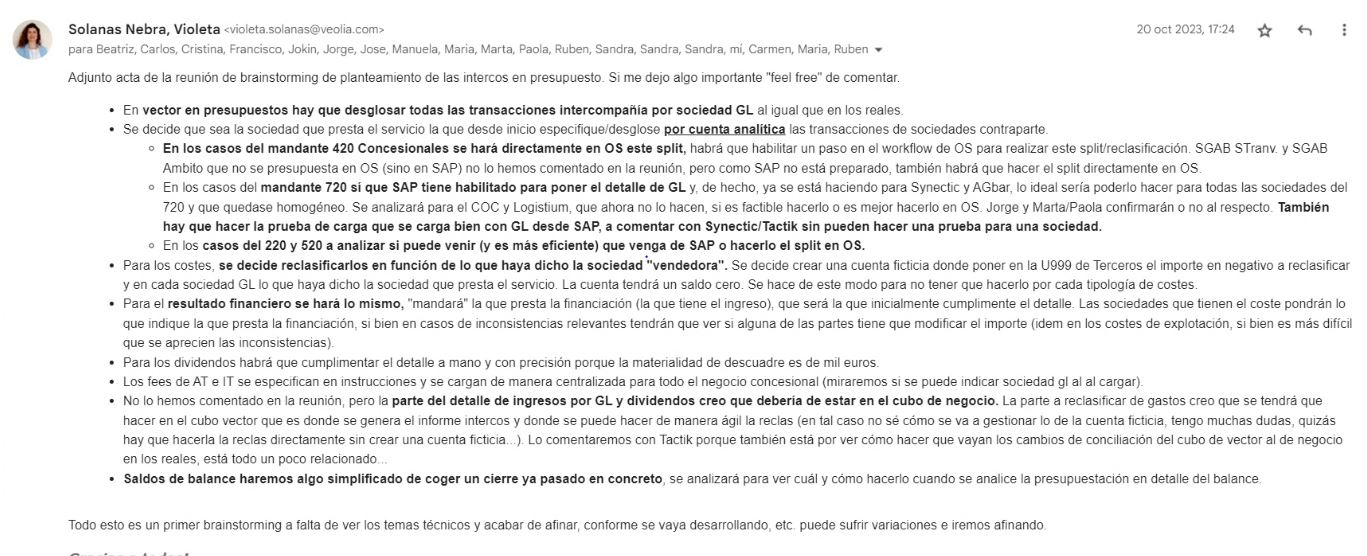 Solanas Nebra, Violeta <violeta.solanas@veolia.com>
20 oct 2023, 17:24
para Beatriz, Carlos, Cristina, Francisco, Jokin, Jorge, Jose, Manuela, Maria, Marta, Paola, Ruben, Sandra, Sandra, Sandra, mí, Carmen, Maria, Ruben
Adjunto acta de la reunión de brainstorming de planteamiento de las intercos en presupuesto. Si me dejo algo importante "feel free" de comentar.
• En vector en presupuestos hay que desglosar todas las transacciones intercompañía por sociedad GL al igual que en los reales.
• Se decide que sea la sociedad que presta el servicio la que desde inicio especifique/desglose por cuenta analítica las transacciones de sociedades contraparte.
◦ En los casos del mandante 420 Concesionales se hará directamente en OS este split, habrá que habilitar un paso en el workflow de OS para realizar este split/reclasificación. SGAB STranv. y SGAB
Ambito que no se presupuesta en OS (sino en SAP) no lo hemos comentado en la reunión, pero como SAP no está preparado, también habrá que hacer el split directamente en OS.
◦ En los casos del mandante 720 sí que SAP tiene habilitado para poner el detalle de GL y, de hecho, ya se está haciendo para Synectic y AGbar, lo ideal sería poderlo hacer para todas las sociedades del
720 y que quedase homogéneo. Se analizará para el COC y Logistium, que ahora no lo hacen, si es factible hacerlo o es mejor hacerlo en OS. Jorge y Marta/Paola confirmarán o no al respecto. También
hay que hacer la prueba de carga que se carga bien con GL desde SAP, a comentar con Synectic/Tactik sin pueden hacer una prueba para una sociedad.
◦ En los casos del 220 y 520 a analizar si puede venir (y es más eficiente) que venga de SAP o hacerlo el split en OS.
• Para los costes, se decide reclasificarlos en función de lo que haya dicho la sociedad "vendedora". Se decide crear una cuenta ficticia donde poner en la U999 de Terceros el importe en negativo a reclasificar
y en cada sociedad GL lo que haya dicho la sociedad que presta el servicio. La cuenta tendrá un saldo cero. Se hace de este modo para no tener que hacerlo por cada tipología de costes.
• Para el resultado financiero se hará lo mismo, "mandará" la que presta la financiación (la que tiene el ingreso), que será la que inicialmente cumplimente el detalle. Las sociedades que tienen el coste pondrán lo
que indique la que presta la financiación, si bien en casos de inconsistencias relevantes tendrán que ver si alguna de las partes tiene que modificar el importe (idem en los costes de explotación, si bien es más difícil
que se aprecien las inconsistencias).
• Para los dividendos habrá que cumplimentar el detalle a mano y con precisión porque la materialidad de descuadre es de mil euros.
• Los fees de AT e IT se especifican en instrucciones y se cargan de manera centralizada para todo el negocio concesional (miraremos si se puede indicar sociedad gl al al cargar).
• No lo hemos comentado en la reunión, pero la parte del detalle de ingresos por GL y dividendos creo que debería de estar en el cubo de negocio. La parte a reclasificar de gastos creo que se tendrá que
hacer en el cubo vector que es donde se genera el informe intercos y donde se puede hacer de manera ágil la reclas (en tal caso no sé cómo se va a gestionar lo de la cuenta ficticia, tengo muchas dudas, quizás
hay que hacerla la reclas directamente sin crear una cuenta ficticia...). Lo comentaremos con Tactik porque también está por ver cómo hacer que vayan los cambios de conciliación del cubo de vector al de negocio
en los reales, está todo un poco relacionado...
• Saldos de balance haremos algo simplificado de coger un cierre ya pasado en concreto, se analizará para ver cuál y cómo hacerlo cuando se analice la presupuestación en detalle del balance.
Todo esto es un primer brainstorming a falta de ver los temas técnicos y acabar de afinar, conforme se vaya desarrollando, etc. puede sufrir variaciones e iremos afinando.